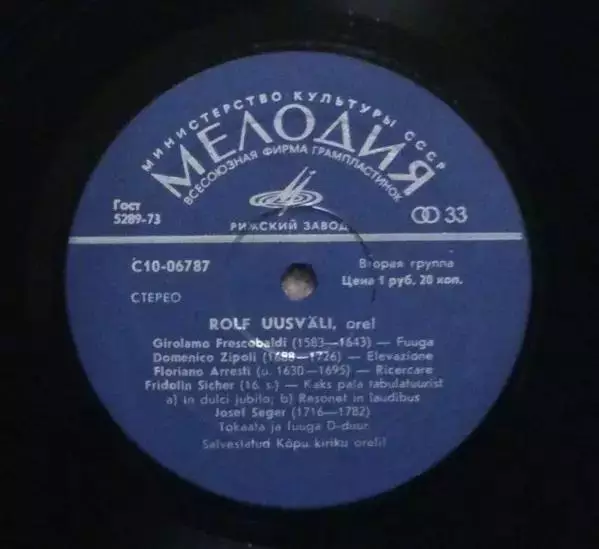 МИНИСТЕРСТВО КУЛЬТУРЫ СССР
МЕЛОДИЯ
ВСЕСОЮЗНАЯ ФИРМА ГРАМПЛАСТИНОК
Гост
5289-73
РИЖСКИЙ ЗАВОД
33
С10-06787
Вторая группа
Цена 1 руб. 20 коп.
СТЕРЕО
ROLF UUSVÄLI, orel
Girolamo Frescobaldi (1583—1643) — Fuuga
Domenico Zipoli (1688—1726) — Elevazione
Floriano Arresti (u. 1630—1695) — Ricercare
Fridolin Sicher (16. s.) — Kaks pala tabulatuurist
a) in dulci jubilo; b) Resonet in laudibus
Josef Seger (1716—1782)
Tokaata ja fuuga D-duur
Salvestatud Kõpu kiriku orelil